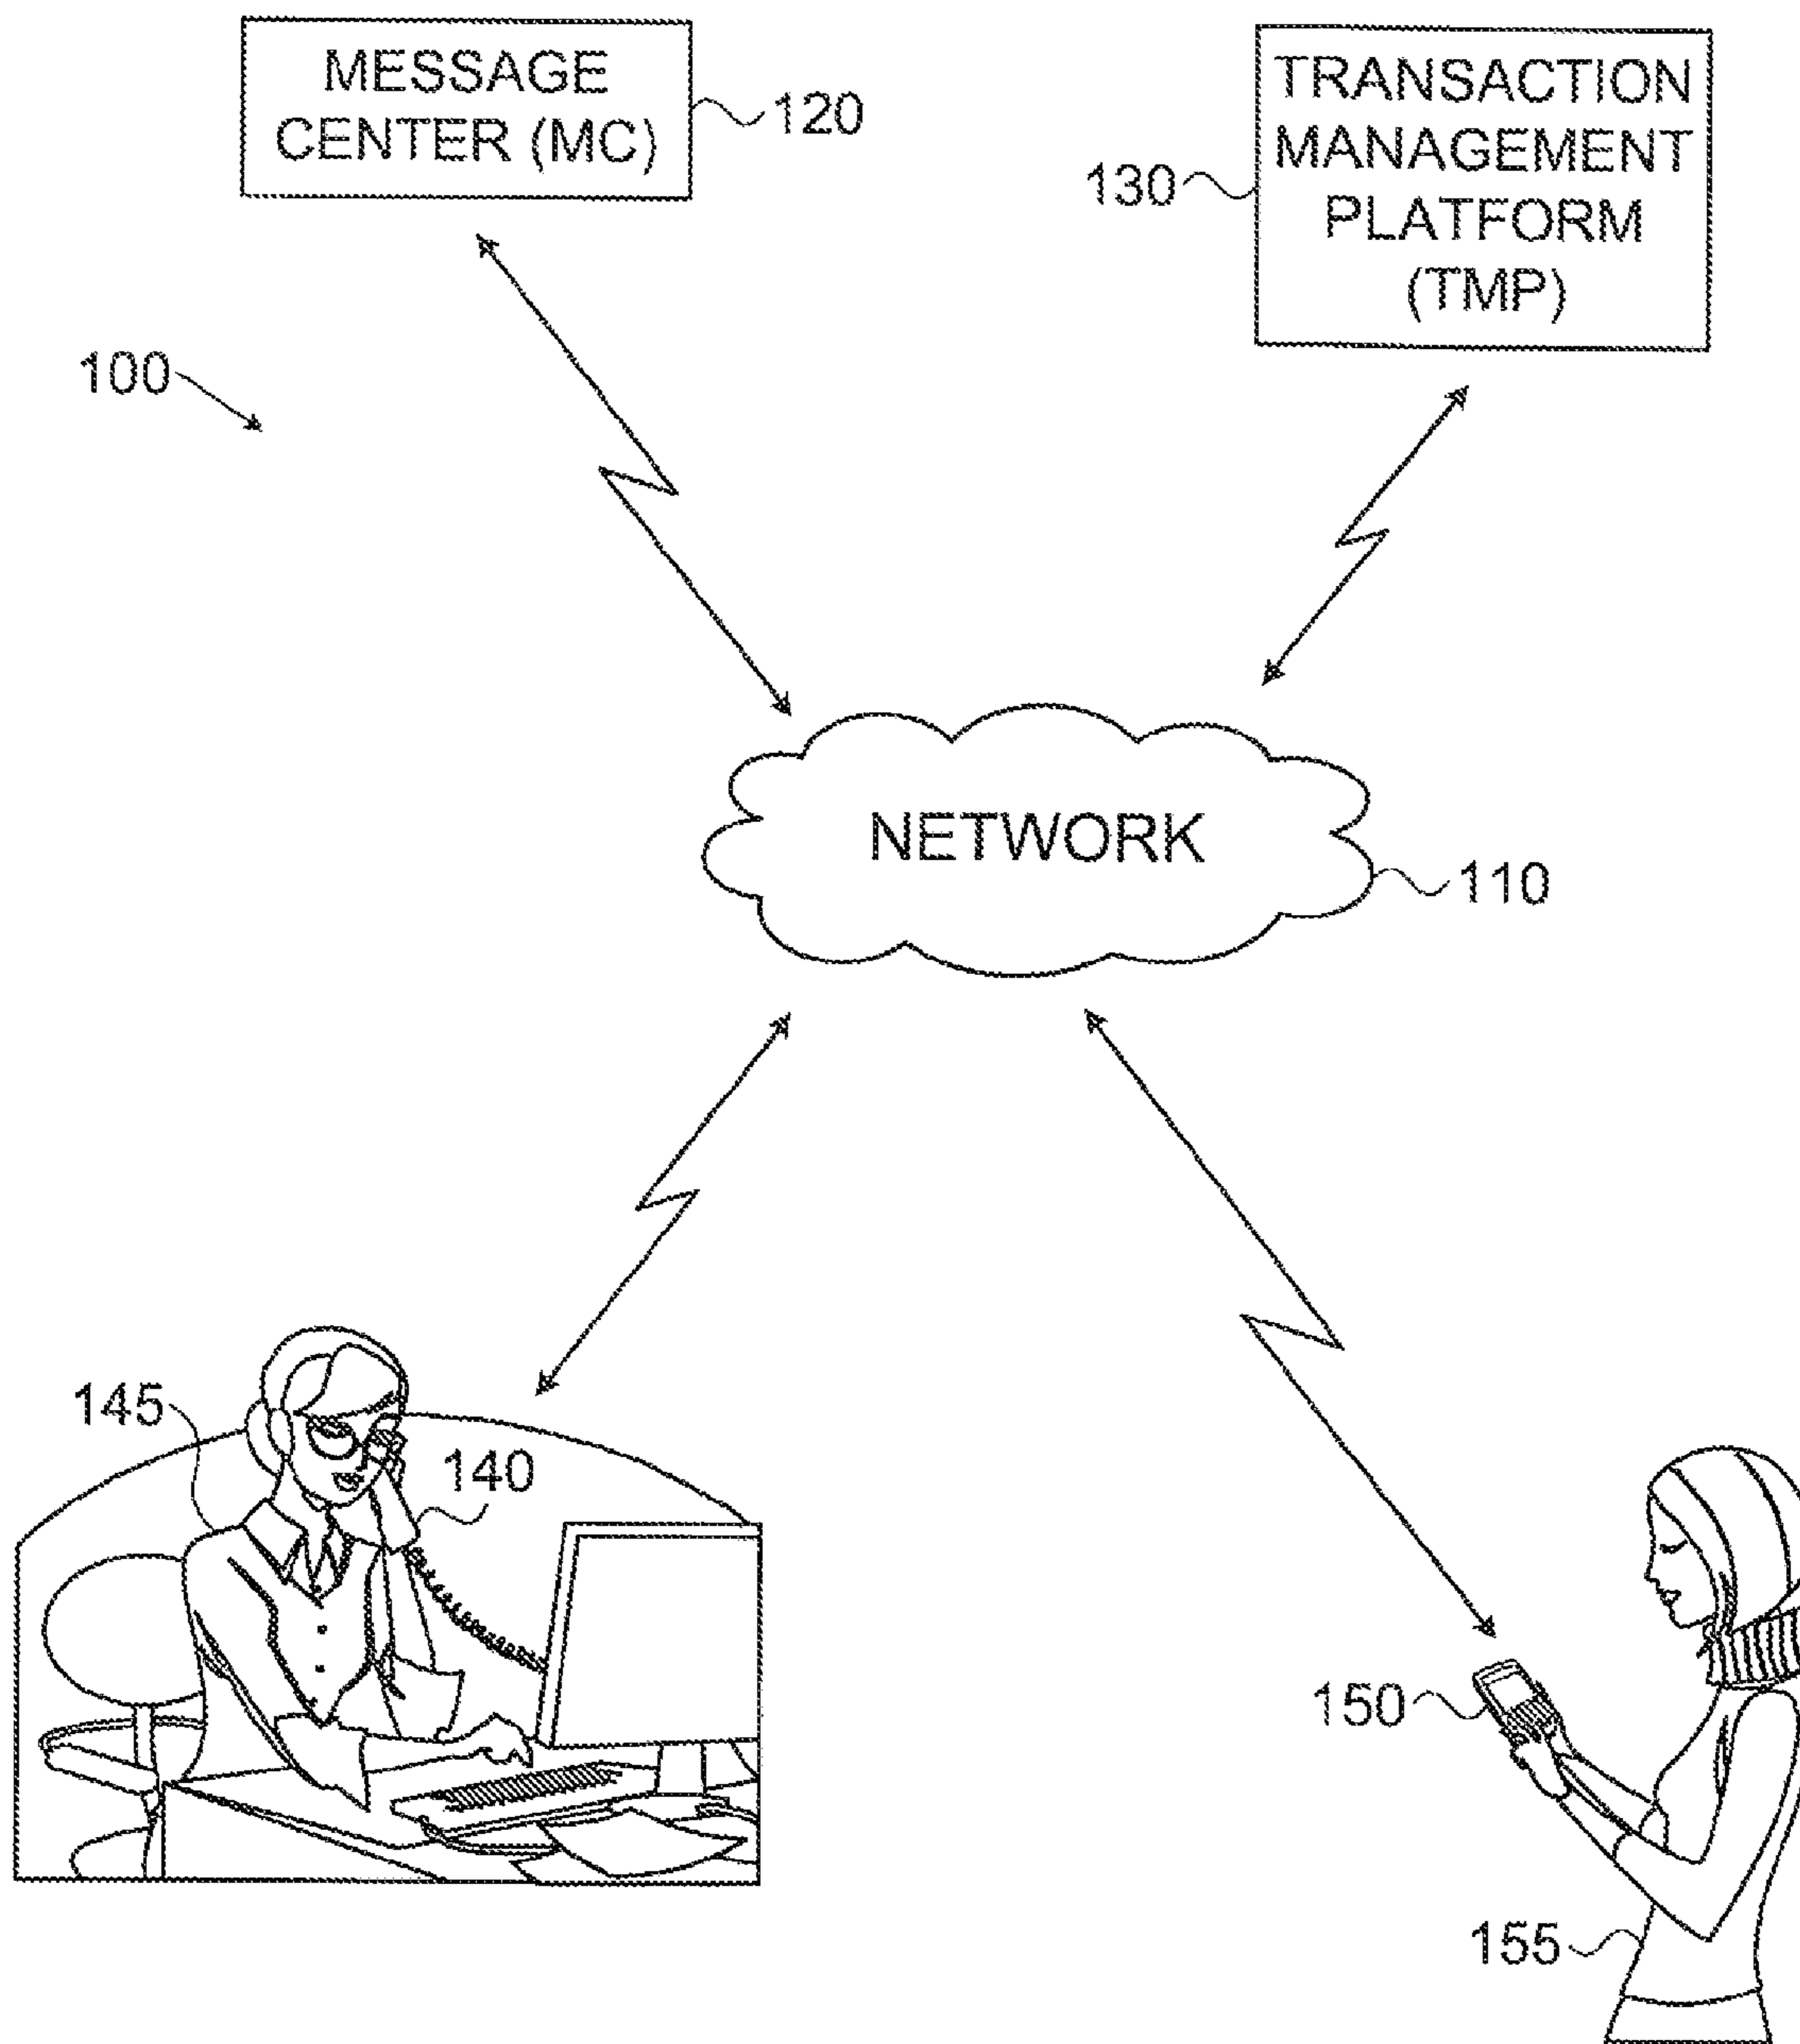 MESSAGE
CENTER (MC)
120
TRANSACTION
MANAGEMENT
PLATFORM
(TMP)
130
100
NETWORK
110
145
140
150
155